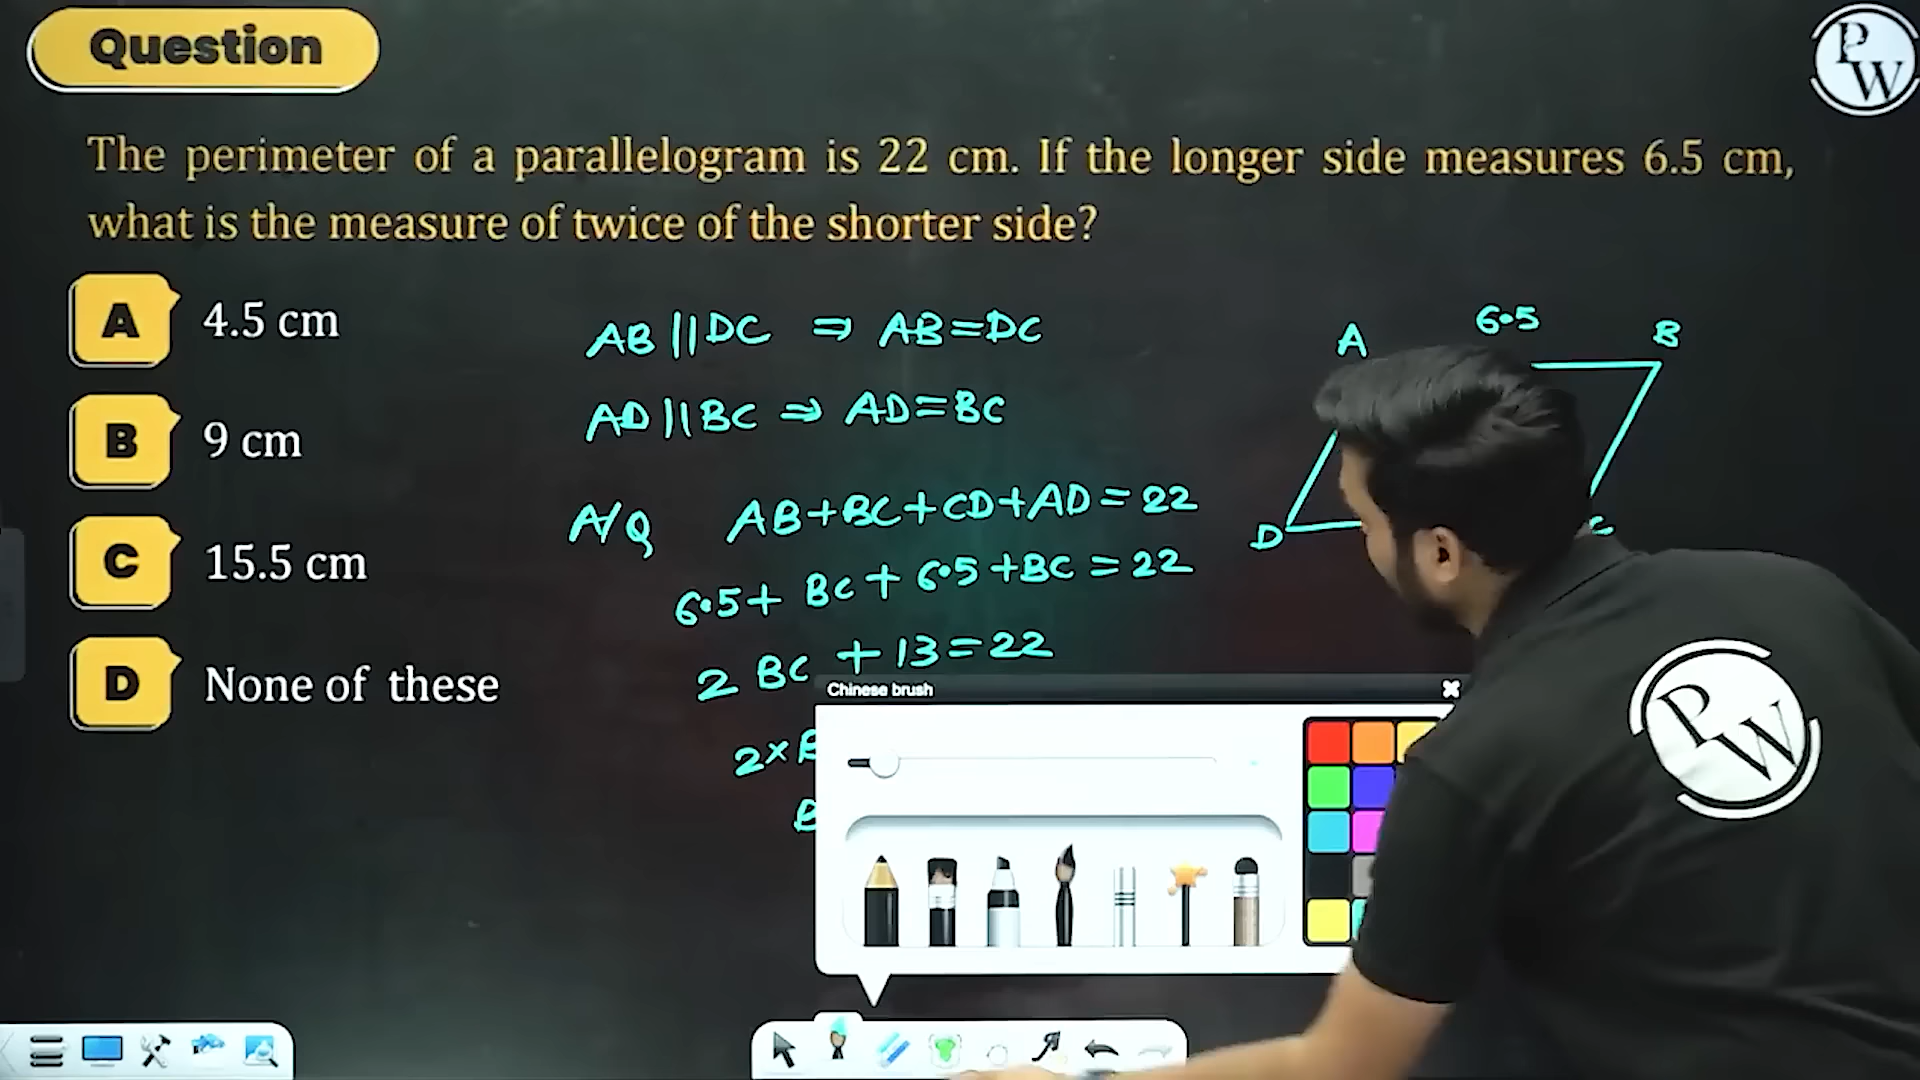 Question
PW
The perimeter of a parallelogram is 22 cm. If the longer side measures 6.5 cm,
what is the measure of twice of the shorter side?
A 4.5 cm
B 9 cm
C 15.5 cm
D None of these
AB || DC ⇒ AB=DC
AD || BC ⇒ AD=BC
A/Q AB+BC+CD+AD=22
6.5+ BC + 6.5 +BC = 22
2 BC + 13=22
2×B
B
6.5
A B
D C
Chinese brush
PW